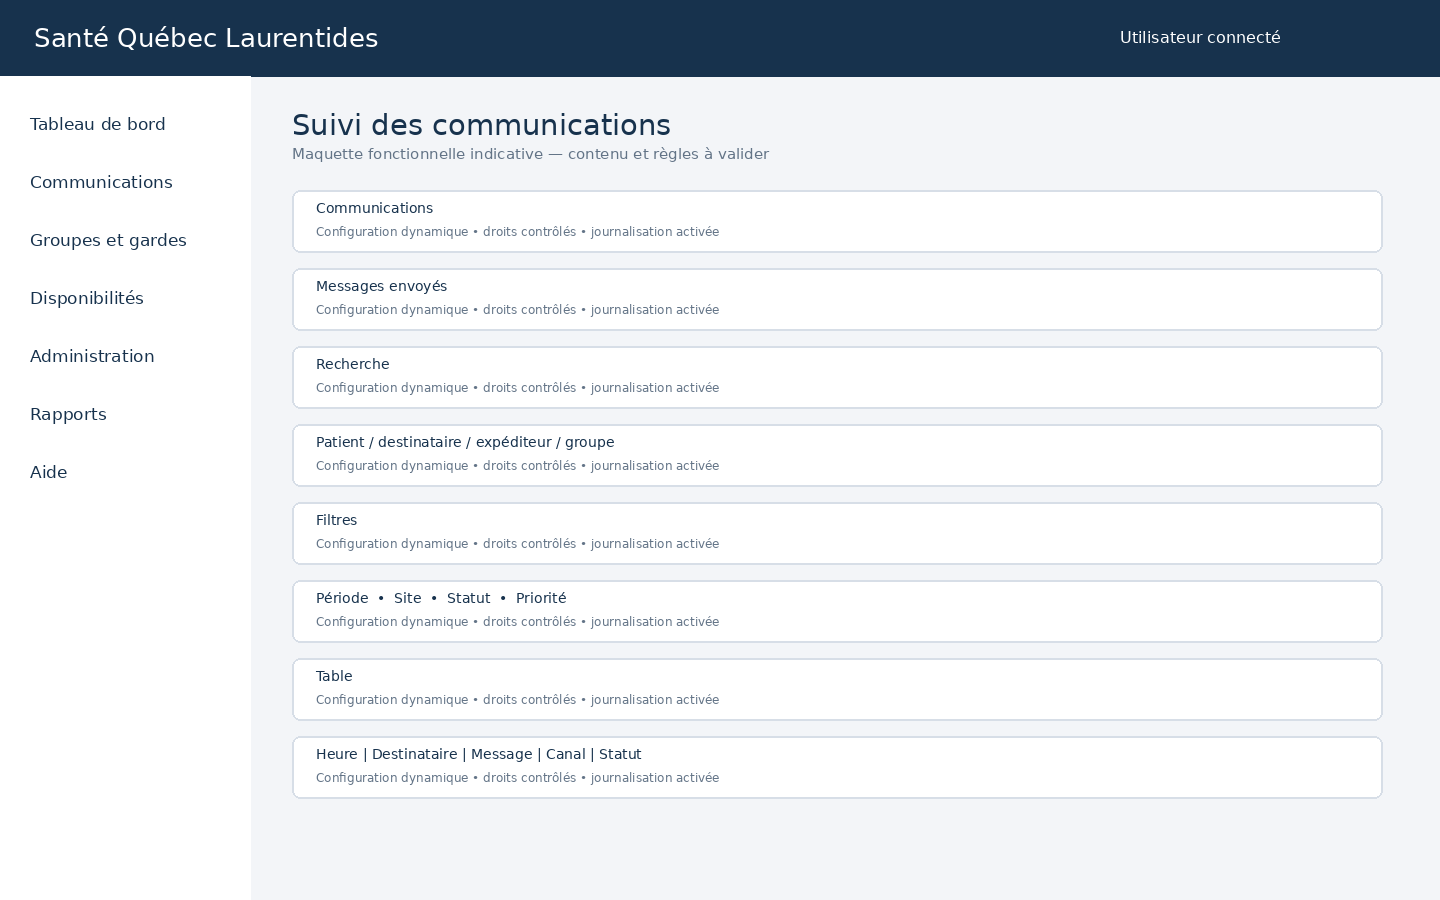 Santé Québec Laurentides
Utilisateur connecté
Tableau de bord
Communications
Groupes et gardes
Disponibilités
Administration
Rapports
Aide
Suivi des communications
Maquette fonctionnelle indicative — contenu et règles à valider
Communications
Configuration dynamique • droits contrôlés • journalisation activée
Messages envoyés
Configuration dynamique • droits contrôlés • journalisation activée
Recherche
Configuration dynamique • droits contrôlés • journalisation activée
Patient / destinataire / expéditeur / groupe
Configuration dynamique • droits contrôlés • journalisation activée
Filtres
Configuration dynamique • droits contrôlés • journalisation activée
Période • Site • Statut • Priorité
Configuration dynamique • droits contrôlés • journalisation activée
Table
Configuration dynamique • droits contrôlés • journalisation activée
Heure | Destinataire | Message | Canal | Statut
Configuration dynamique • droits contrôlés • journalisation activée